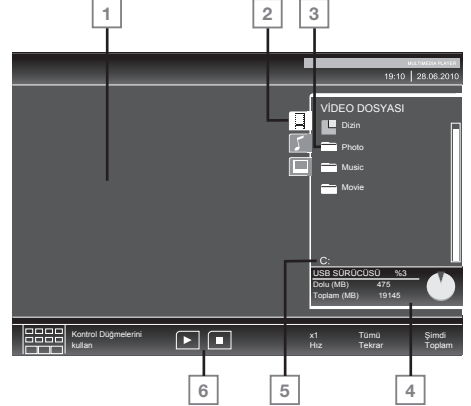 1 2 3
MULTIMEDIA PLAYER
19:10 28.06.2010
VİDEO DOSYASI
Dizin
Photo
Music
Movie
C:
USB SÜRÜCÜSÜ %3
Dolu (MB) 475
Toplam (MB) 19145
Kontrol Düğmelerini
kullan
x1 Tümü Şimdi
Hız Tekrar Toplam
6 5 4